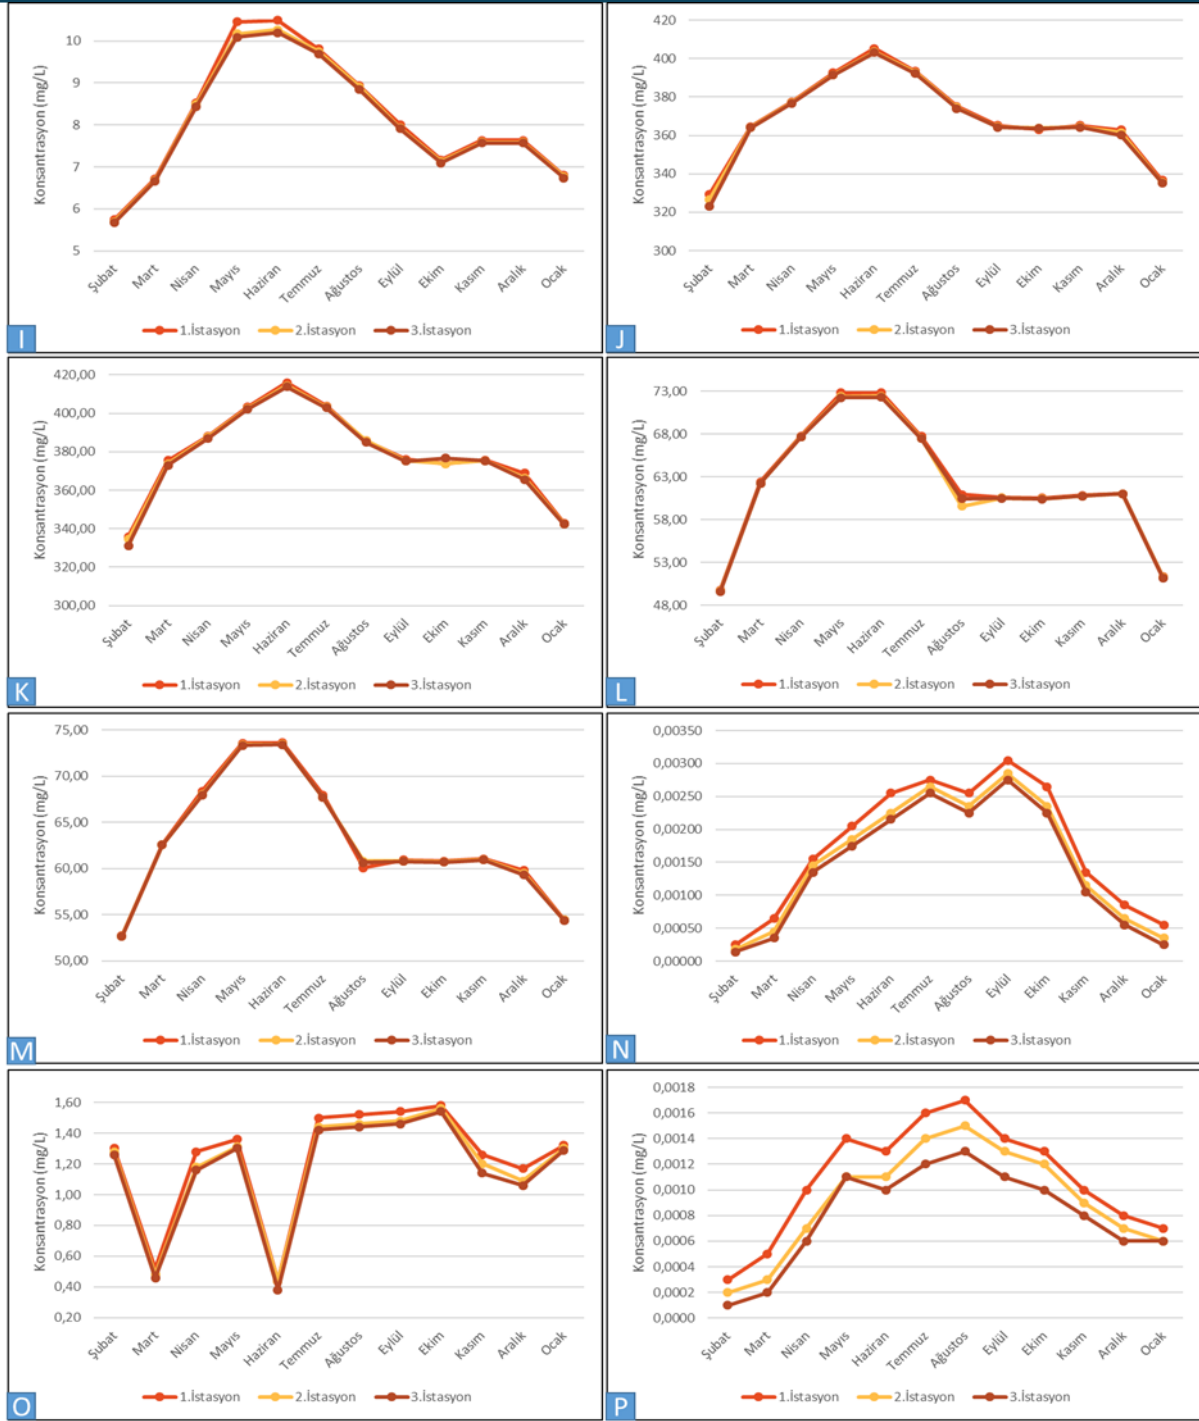 Konsantrasyon (mg/L)
10
9
8
7
6
5
Şubat Mart Nisan Mayıs Haziran Temmuz Ağustos Eylül Ekim Kasım Aralık Ocak
1.İstasyon 2.İstasyon 3.İstasyon
I
Konsantrasyon (mg/L)
420
400
380
360
340
320
300
Şubat Mart Nisan Mayıs Haziran Temmuz Ağustos Eylül Ekim Kasım Aralık Ocak
1.İstasyon 2.İstasyon 3.İstasyon
J
Konsantrasyon (mg/L)
420,00
400,00
380,00
360,00
340,00
320,00
300,00
Şubat Mart Nisan Mayıs Haziran Temmuz Ağustos Eylül Ekim Kasım Aralık Ocak
1.İstasyon 2.İstasyon 3.İstasyon
K
Konsantrasyon (mg/L)
73,00
68,00
63,00
58,00
53,00
48,00
Şubat Mart Nisan Mayıs Haziran Temmuz Ağustos Eylül Ekim Kasım Aralık Ocak
1.İstasyon 2.İstasyon 3.İstasyon
L
Konsantrasyon (mg/L)
75,00
70,00
65,00
60,00
55,00
50,00
Şubat Mart Nisan Mayıs Haziran Temmuz Ağustos Eylül Ekim Kasım Aralık Ocak
1.İstasyon 2.İstasyon 3.İstasyon
M
Konsantrasyon (mg/L)
0,00350
0,00300
0,00250
0,00200
0,00150
0,00100
0,00050
0,00000
Şubat Mart Nisan Mayıs Haziran Temmuz Ağustos Eylül Ekim Kasım Aralık Ocak
1.İstasyon 2.İstasyon 3.İstasyon
N
Konsantrasyon (mg/L)
1,60
1,40
1,20
1,00
0,80
0,60
0,40
0,20
Şubat Mart Nisan Mayıs Haziran Temmuz Ağustos Eylül Ekim Kasım Aralık Ocak
1.İstasyon 2.İstasyon 3.İstasyon
O
Konsantrasyon (mg/L)
0,0018
0,0016
0,0014
0,0012
0,0010
0,0008
0,0006
0,0004
0,0002
0,0000
Şubat Mart Nisan Mayıs Haziran Temmuz Ağustos Eylül Ekim Kasım Aralık Ocak
1.İstasyon 2.İstasyon 3.İstasyon
P